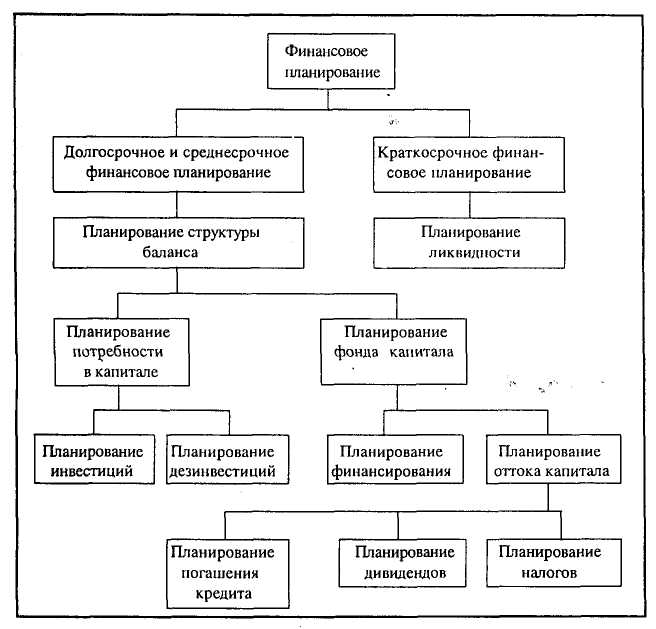 Финансовое
планирование
Долгосрочное и среднесрочное
финансовое планирование
Краткосрочное финан-
совое планирование
Планирование структуры
баланса
Планирование
ликвидности
Планирование
потребности
в капитале
Планирование
фонда капитала
Планирование
инвестиций
Планирование
дезинвестиций
Планирование
финансирования
Планирование
оттока капитала
Планирование
погашения
кредита
Планирование
дивидендов
Планирование
налогов